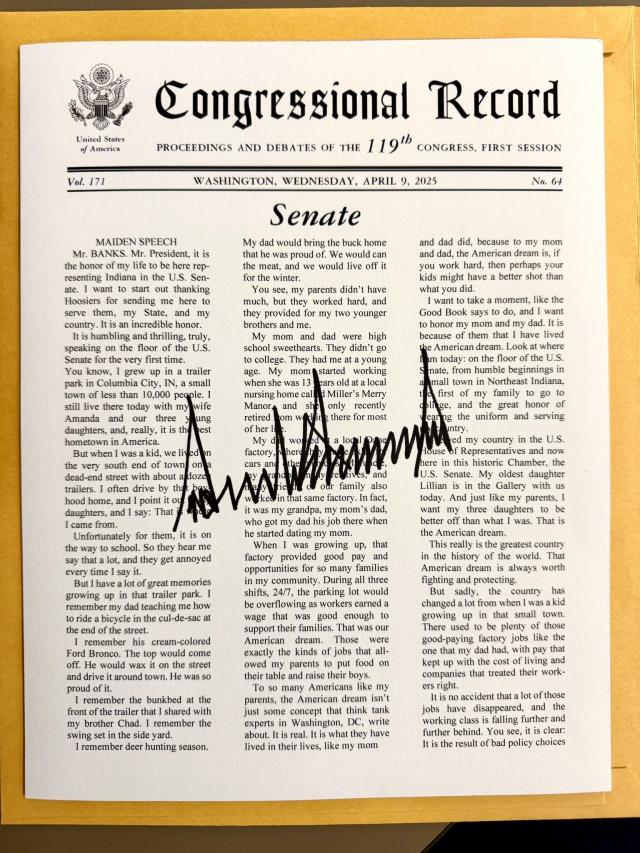 Congressional Record
United States
of America
PROCEEDINGS AND DEBATES OF THE 119th CONGRESS, FIRST SESSION
Vol. 171
WASHINGTON, WEDNESDAY, APRIL 9, 2025
No. 64
Senate
MAIDEN SPEECH
Mr. BANKS. Mr. President, it is
the honor of my life to be here rep-
resenting Indiana in the U.S. Sen-
ate. I want to start out thanking
Hoosiers for sending me here to
serve them, my State, and my
country. It is an incredible honor.
It is humbling and thrilling, truly,
speaking on the floor of the U.S.
Senate for the very first time.
You know, I grew up in a trailer
park in Columbia City, IN, a small
town of less than 10,000 people. I
still live there today with my wife
Amanda and our three young
daughters, and, really, it is the
hometown in America.
But when I was a kid, we lived on
the very south end of town
dead-end street with about a dozen
trailers. I often drive by that boy
hood home, and I point it out
daughters, and I say: That is where
I came from.
Unfortunately for them, it is on
the way to school. So they hear me
say that a lot, and they get annoyed
every time I say it.
But I have a lot of great memories
growing up in that trailer park. I
remember my dad teaching me how
to ride a bicycle in the cul-de-sac at
the end of the street.
I remember his cream-colored
Ford Bronco. The top would come
off. He would wax it on the street
and drive it around town. He was so
proud of it.
I remember the bunkbed at the
front of the trailer that I shared with
my brother Chad. I remember the
swing set in the side yard.
I remember deer hunting season.
My dad would bring the buck home
that he was proud of. We would can
the meat, and we would live off it
for the winter.
You see, my parents didn't have
much, but they worked hard, and
they provided for my two younger
brothers and me.
My mom and dad were high
school sweethearts. They didn't go
to college. They had me at a young
age. My mom started working
when she was 13 years old at a local
nursing home called Miller's Merry
Manor, and she only recently
retired from working there for most
of her life.
My dad worked a local
factory, where
cars and other
my grandma, relatives, and
many friends of our family also
worked in that same factory. In fact,
it was my grandpa, my mom's dad,
who got my dad his job there when
he started dating my mom.
When I was growing up, that
factory provided good pay and
opportunities for so many families
in my community. During all three
shifts, 24/7, the parking lot would
be overflowing as workers earned a
wage that was good enough to
support their families. That was our
American dream. Those were
exactly the kinds of jobs that al-
lowed my parents to put food on
their table and raise their boys.
To so many Americans like my
parents, the American dream isn't
just some concept that think tank
experts in Washington, DC, write
about. It is real. It is what they have
lived in their lives, like my mom
and dad did, because to my mom
and dad, the American dream is, if
you work hard, then perhaps your
kids might have a better shot than
what you did.
I want to take a moment, like the
Good Book says to do, and I want
to honor my mom and my dad. It is
because of them that I have lived
the American dream. Look at where
I am today: on the floor of the U.S.
Senate, from humble beginnings in
a small town in Northeast Indiana,
the first of my family to go to
college, and the great honor of
wearing the uniform and serving
country.
served my country in the U.S.
House of Representatives and now
here in this historic Chamber, the
U.S. Senate. My oldest daughter
Lillian is in the Gallery with us
today. And just like my parents, I
want my three daughters to be
better off than what I was. That is
the American dream.
This really is the greatest country
in the history of the world. That
American dream is always worth
fighting and protecting.
But sadly, the country has
changed a lot from when I was a kid
growing up in that small town.
There used to be plenty of those
good-paying factory jobs like the
one that my dad had, with pay that
kept up with the cost of living and
companies that treated their work-
ers right.
It is no accident that a lot of those
jobs have disappeared, and the
working class is falling further and
further behind. You see, it is clear:
It is the result of bad policy choices